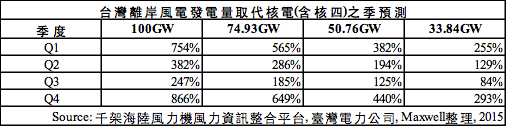 台灣離岸風電發電量取代核電(含核四)之季預測
季度 100GW 74.93GW 50.76GW 33.84GW
Q1 754% 565% 382% 255%
Q2 382% 286% 194% 129%
Q3 247% 185% 125% 84%
Q4 866% 649% 440% 293%
Source: 千架海陸風力機風力資訊整合平台, 臺灣電力公司, Maxwell整理, 2015